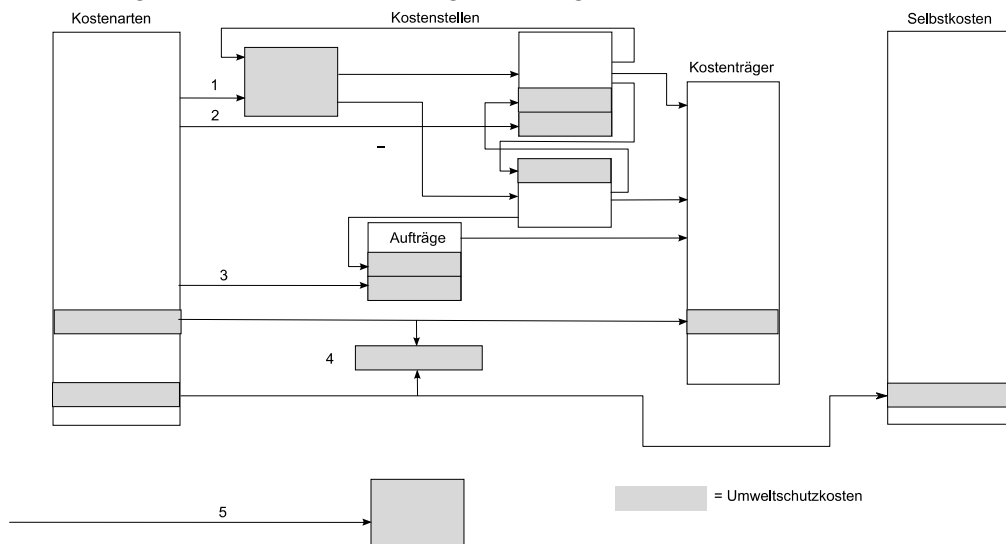 Kostenarten
Kostenstellen
Selbstkosten
Kostenträger
1
2
–
Aufträge
3
4
5
= Umweltschutzkosten